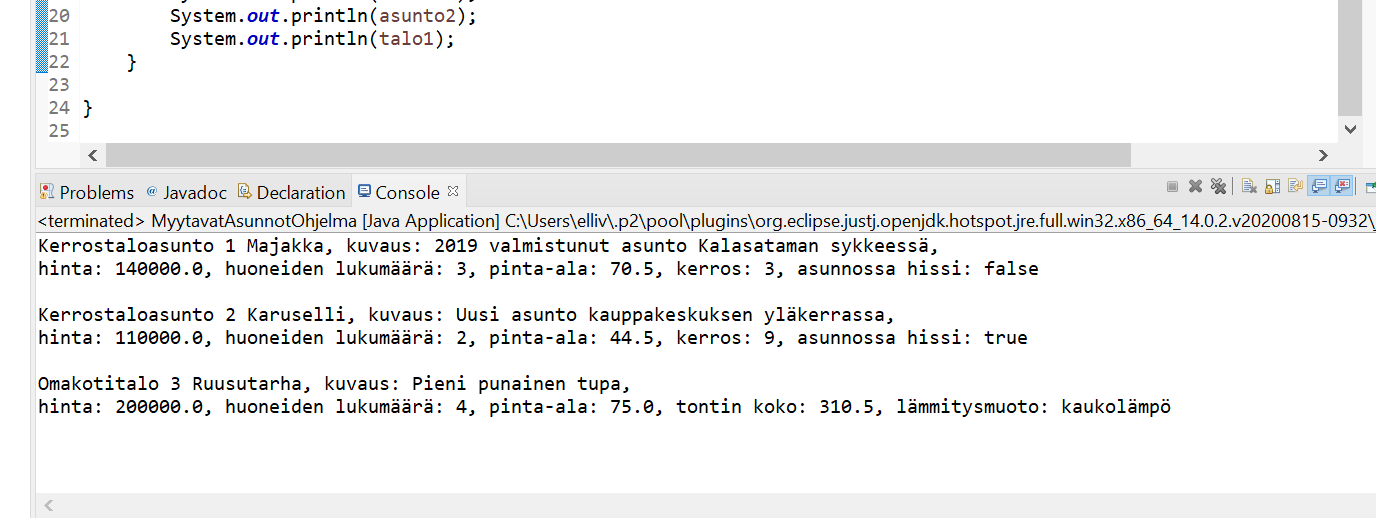 20 System.out.println(asunto2);
21 System.out.println(talo1);
22 }
23
24 }
25
Problems @ Javadoc Declaration Console
<terminated> MyytavatAsunnotOhjelma [Java Application] C:\Users\elliv\.p2\pool\plugins\org.eclipse.justj.openjdk.hotspot.jre.full.win32.x86_64_14.0.2.v20200815-0932\
Kerrostaloasunto 1 Majakka, kuvaus: 2019 valmistunut asunto Kalasataman sykkeessä,
hinta: 140000.0, huoneiden lukumäärä: 3, pinta-ala: 70.5, kerros: 3, asunnossa hissi: false
Kerrostaloasunto 2 Karuselli, kuvaus: Uusi asunto kauppakeskuksen yläkerrassa,
hinta: 110000.0, huoneiden lukumäärä: 2, pinta-ala: 44.5, kerros: 9, asunnossa hissi: true
Omakotitalo 3 Ruusutarha, kuvaus: Pieni punainen tupa,
hinta: 200000.0, huoneiden lukumäärä: 4, pinta-ala: 75.0, tontin koko: 310.5, lämmitysmuoto: kaukolämpö